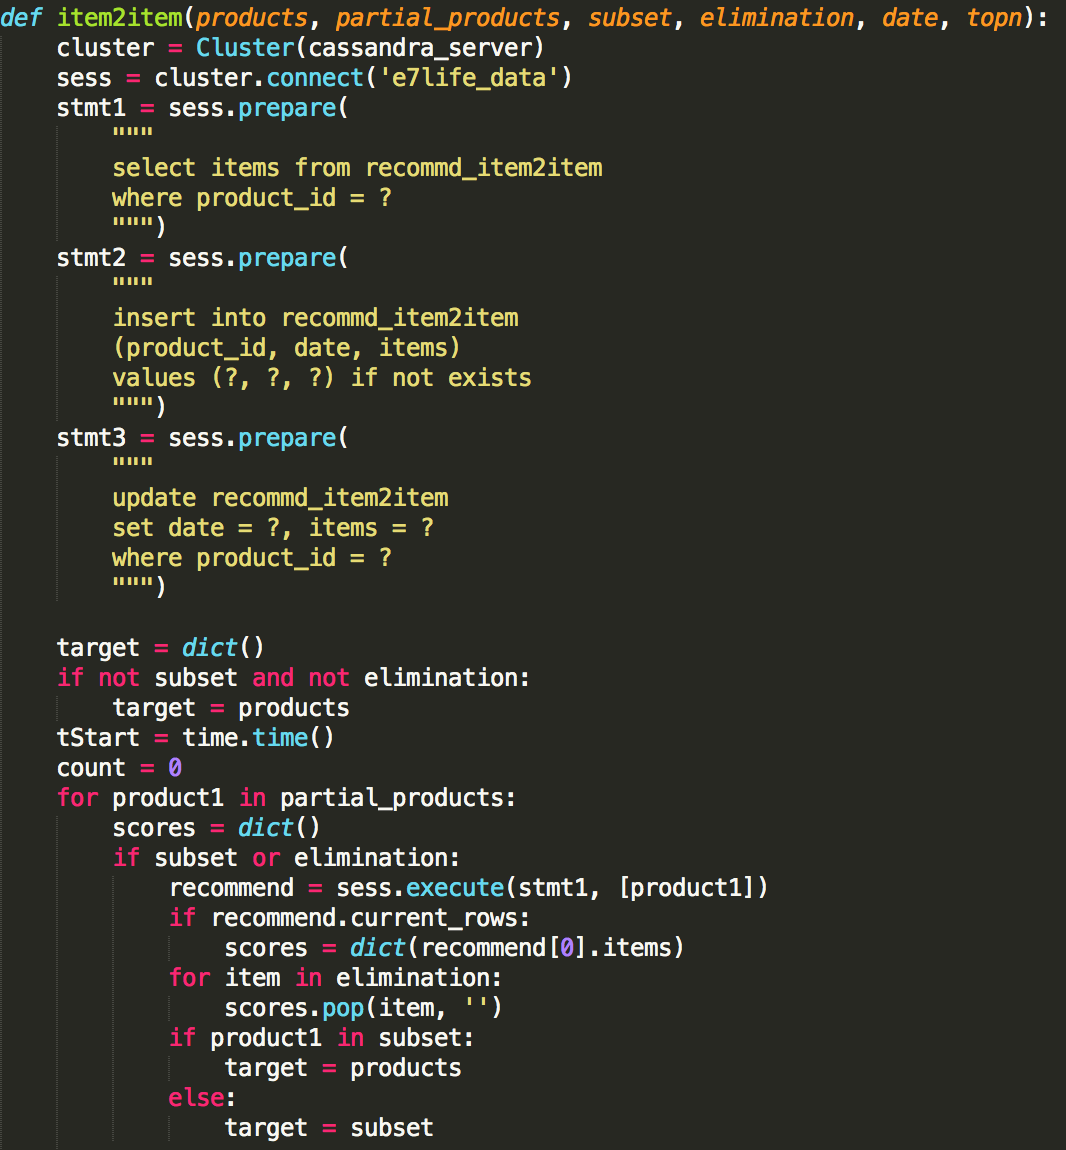 def item2item(products, partial_products, subset, elimination, date, topn):
    cluster = Cluster(cassandra_server)
    sess = cluster.connect('e7life_data')
    stmt1 = sess.prepare(
        """
        select items from recommd_item2item
        where product_id = ?
        """)
    stmt2 = sess.prepare(
        """
        insert into recommd_item2item
        (product_id, date, items)
        values (?, ?, ?) if not exists
        """)
    stmt3 = sess.prepare(
        """
        update recommd_item2item
        set date = ?, items = ?
        where product_id = ?
        """)

    target = dict()
    if not subset and not elimination:
        target = products
    tStart = time.time()
    count = 0
    for product1 in partial_products:
        scores = dict()
        if subset or elimination:
            recommend = sess.execute(stmt1, [product1])
            if recommend.current_rows:
                scores = dict(recommend[0].items)
            for item in elimination:
                scores.pop(item, '')
            if product1 in subset:
                target = products
            else:
                target = subset